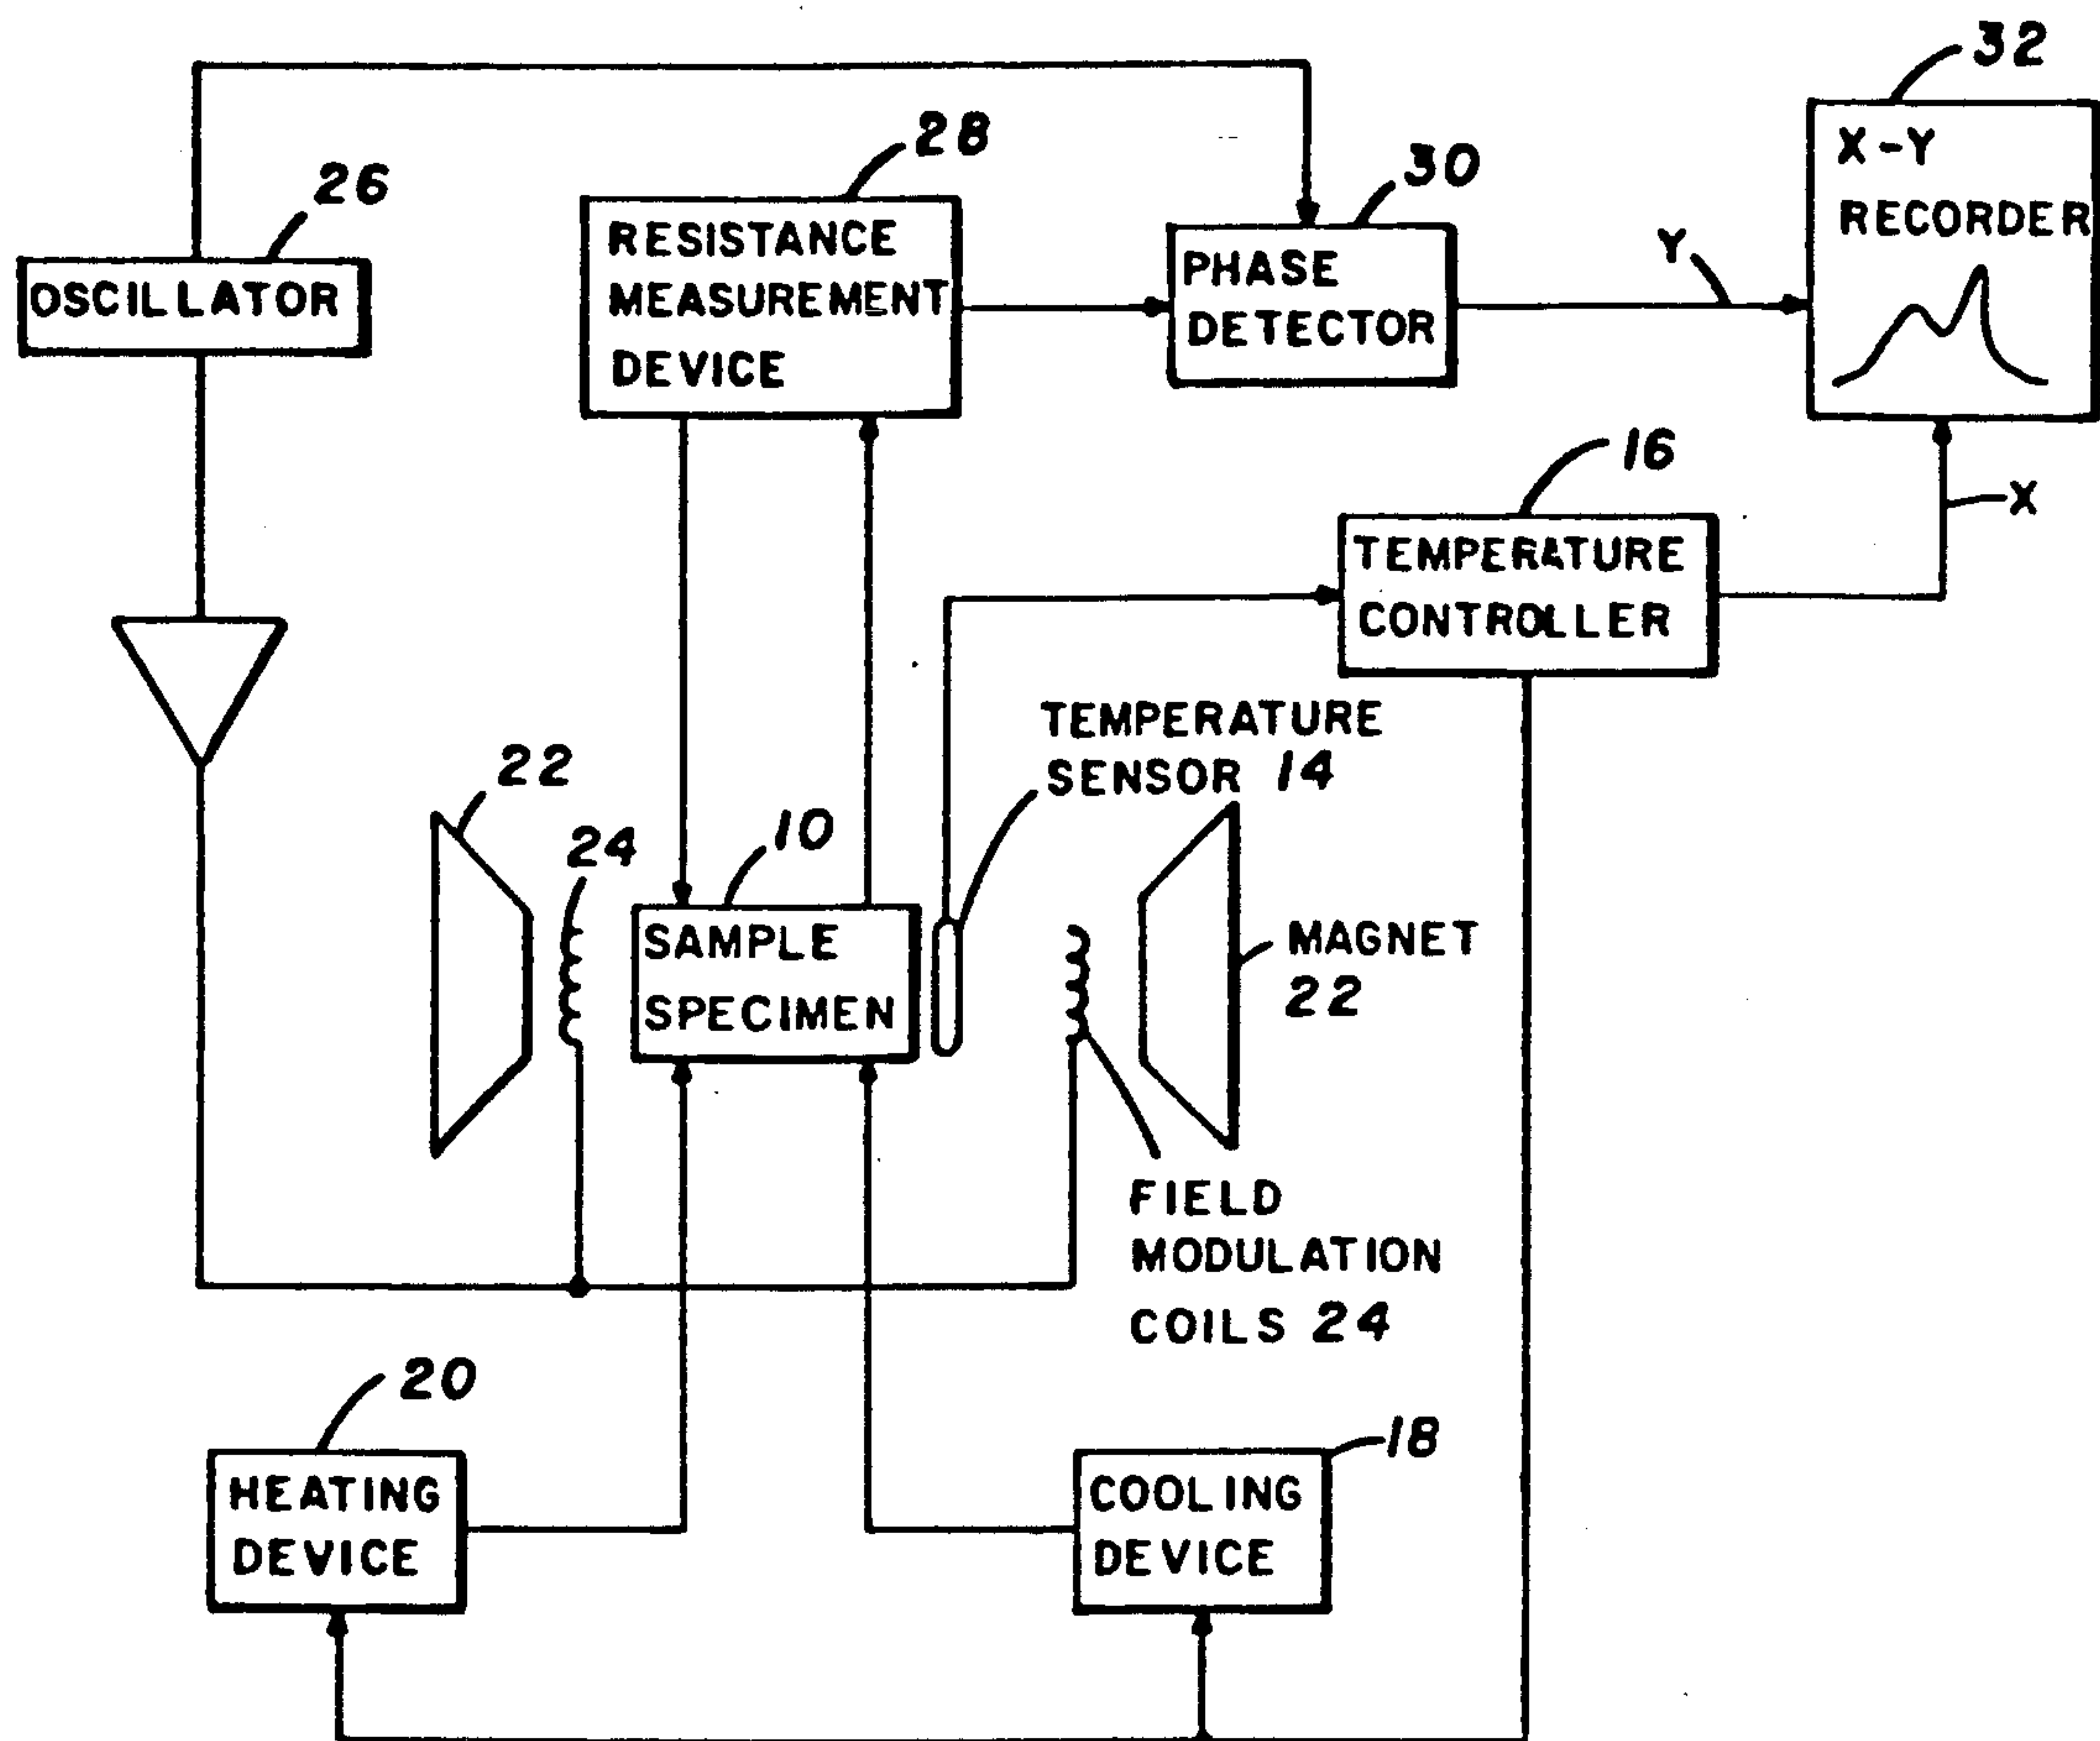 32
X-Y
RECORDER
28
30
26
RESISTANCE
MEASUREMENT
DEVICE
PHASE
DETECTOR
Y
OSCILLATOR
16
X
TEMPERATURE
CONTROLLER
TEMPERATURE
SENSOR 14
22
24
10
SAMPLE
SPECIMEN
MAGNET
22
FIELD
MODULATION
COILS 24
20
HEATING
DEVICE
18
COOLING
DEVICE